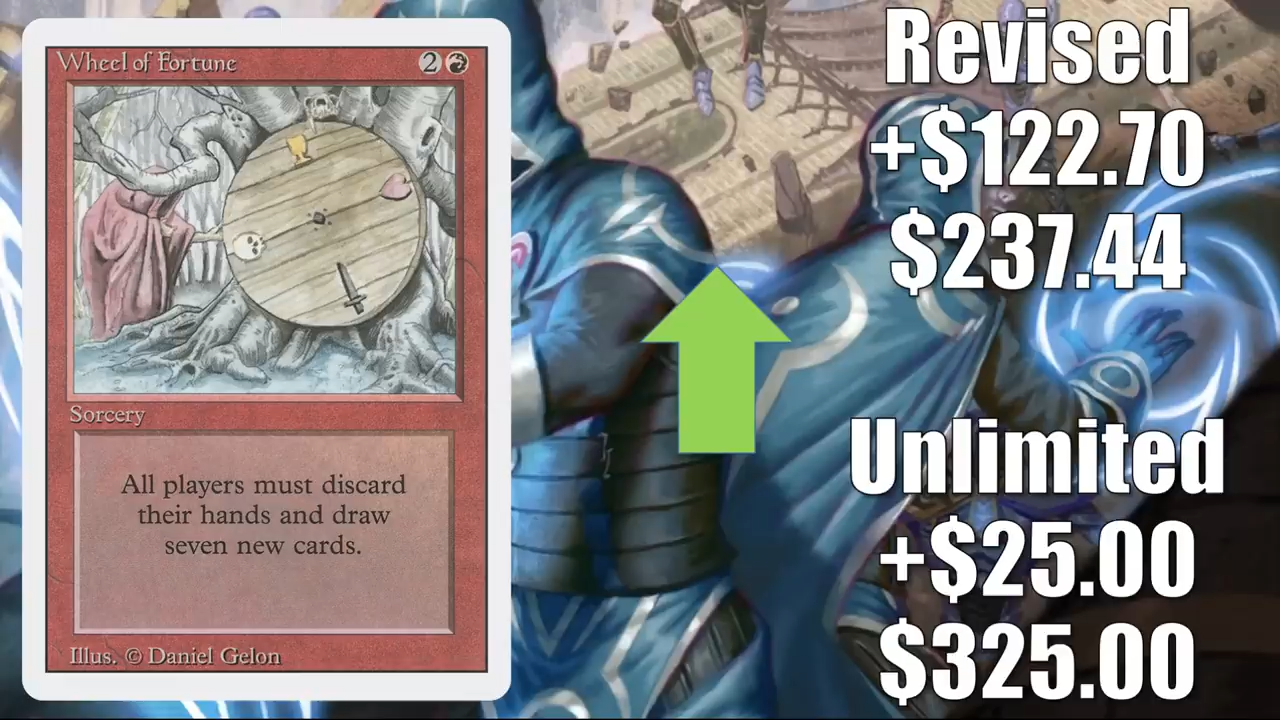 Wheel of Fortune 2
Sorcery
All players must discard
their hands and draw
seven new cards.
Illus. © Daniel Gelon
Revised
+$122.70
$237.44
Unlimited
+$25.00
$325.00